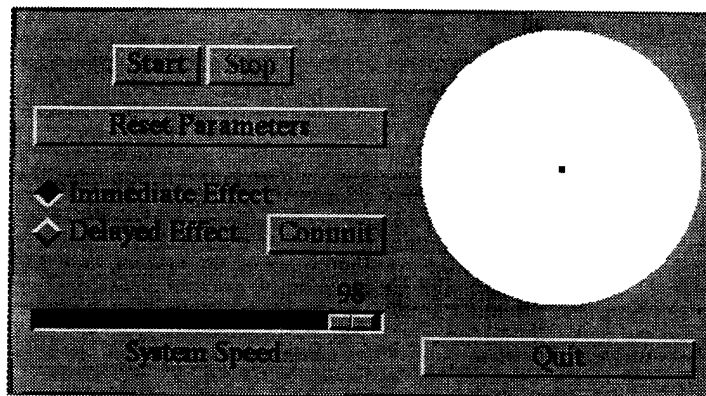 Start Stop
Reset Parameters
Immediate Effect
Delayed Effect Commit
98
System Speed
Quit